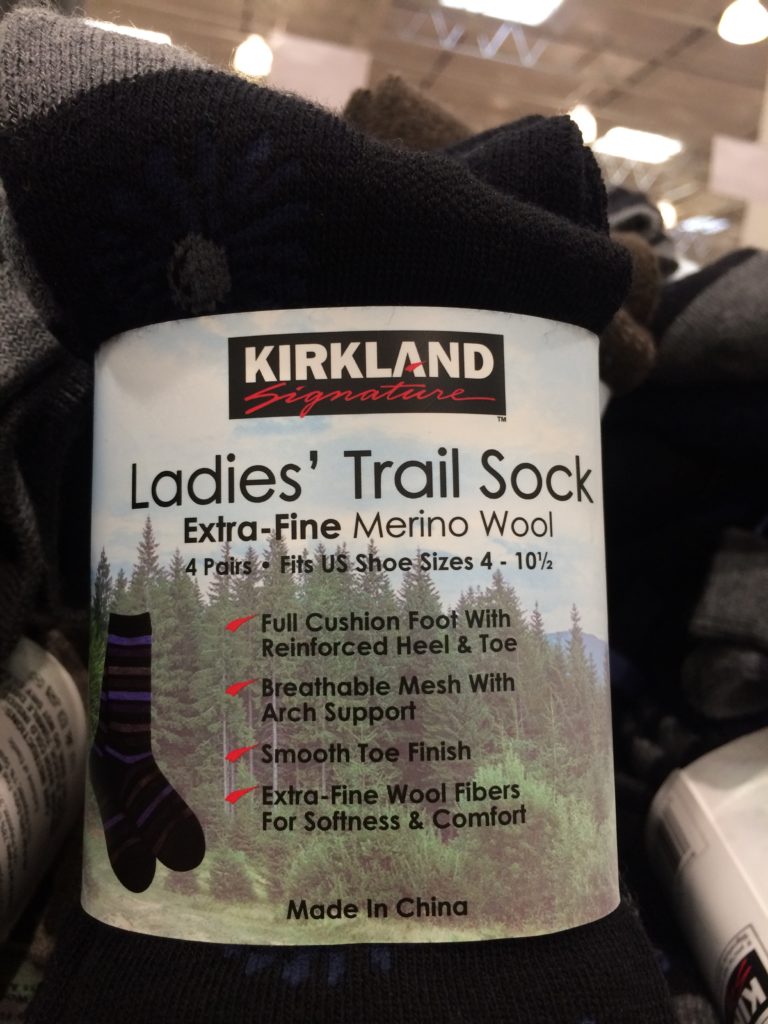 KIRKLAND
Signature™
Ladies' Trail Sock
Extra-Fine Merino Wool
4 Pairs • Fits US Shoe Sizes 4 - 10½
Full Cushion Foot With
Reinforced Heel & Toe
Breathable Mesh With
Arch Support
Smooth Toe Finish
Extra-Fine Wool Fibers
For Softness & Comfort
Made In China